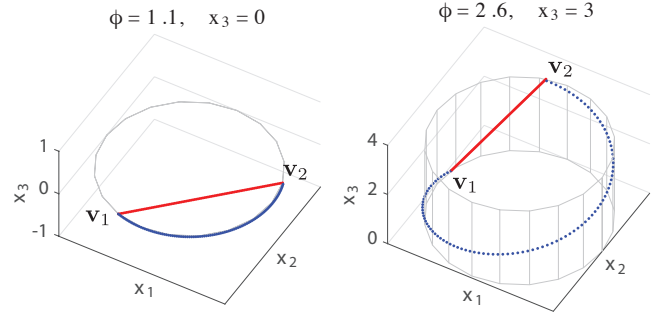 ϕ = 1 .1, x₃ = 0
v₁
v₂
1
0
-1
x₃
x₁
x₂
ϕ = 2 .6, x₃ = 3
v₂
v₁
4
2
0
x₃
x₁
x₂